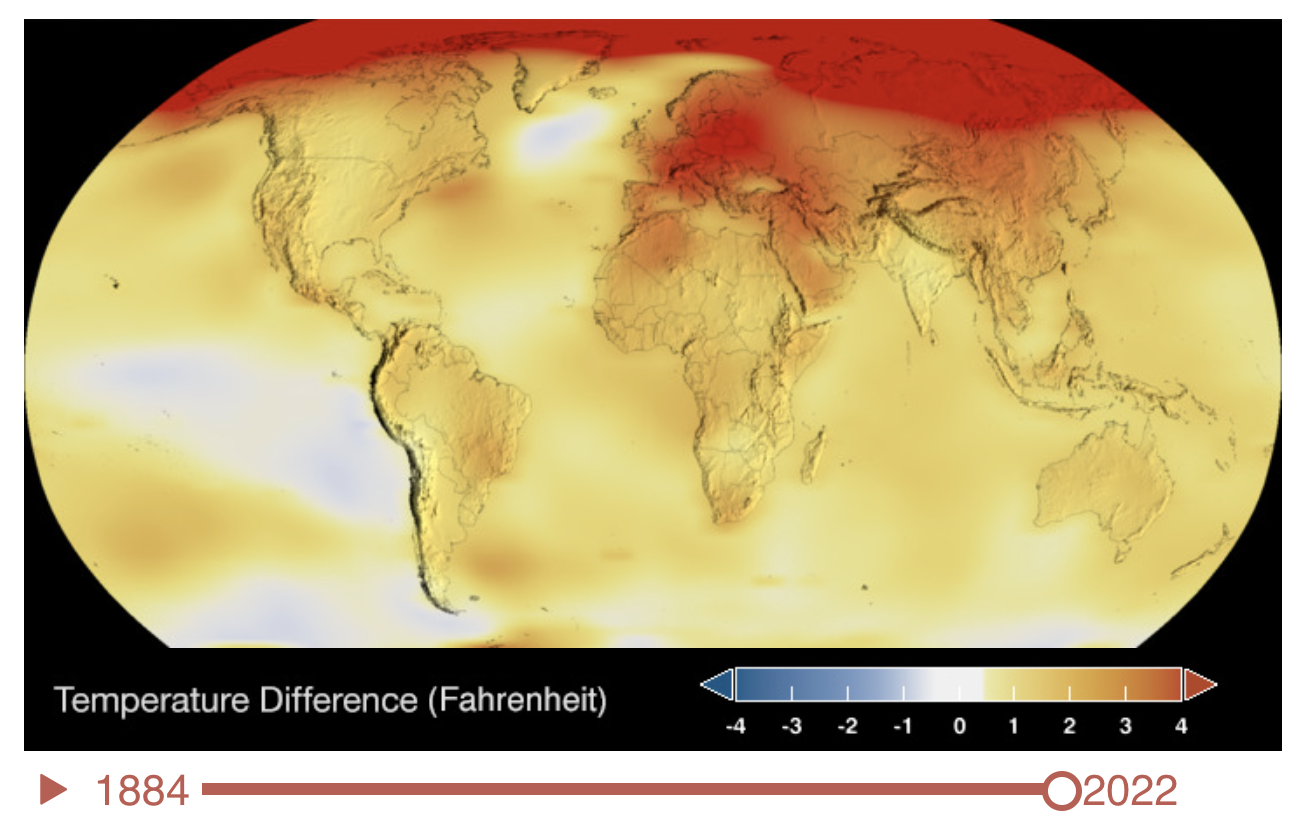 Temperature Difference (Fahrenheit)
-4 -3 -2 -1 0 1 2 3 4
1884 2022